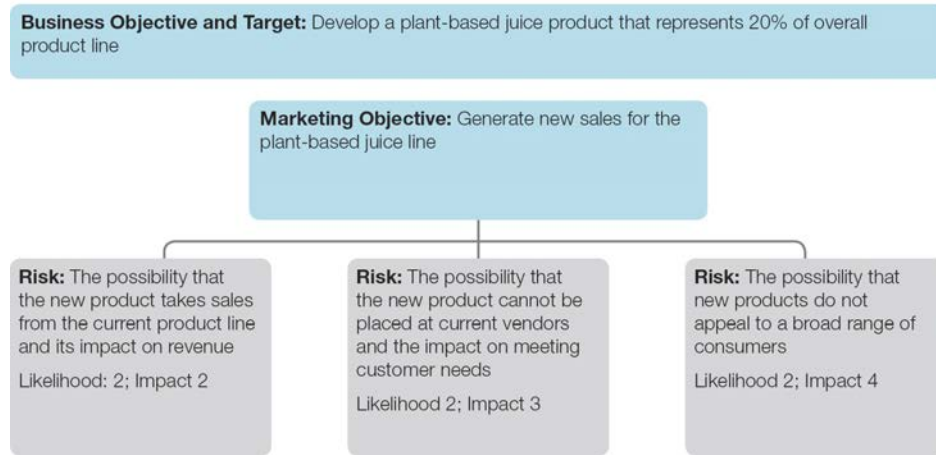 Business Objective and Target: Develop a plant-based juice product that represents 20% of overall
product line
Marketing Objective: Generate new sales for the
plant-based juice line
Risk: The possibility that
the new product takes sales
from the current product line
and its impact on revenue
Likelihood: 2; Impact 2
Risk: The possibility that
the new product cannot be
placed at current vendors
and the impact on meeting
customer needs
Likelihood 2; Impact 3
Risk: The possibility that
new products do not
appeal to a broad range of
consumers
Likelihood 2; Impact 4